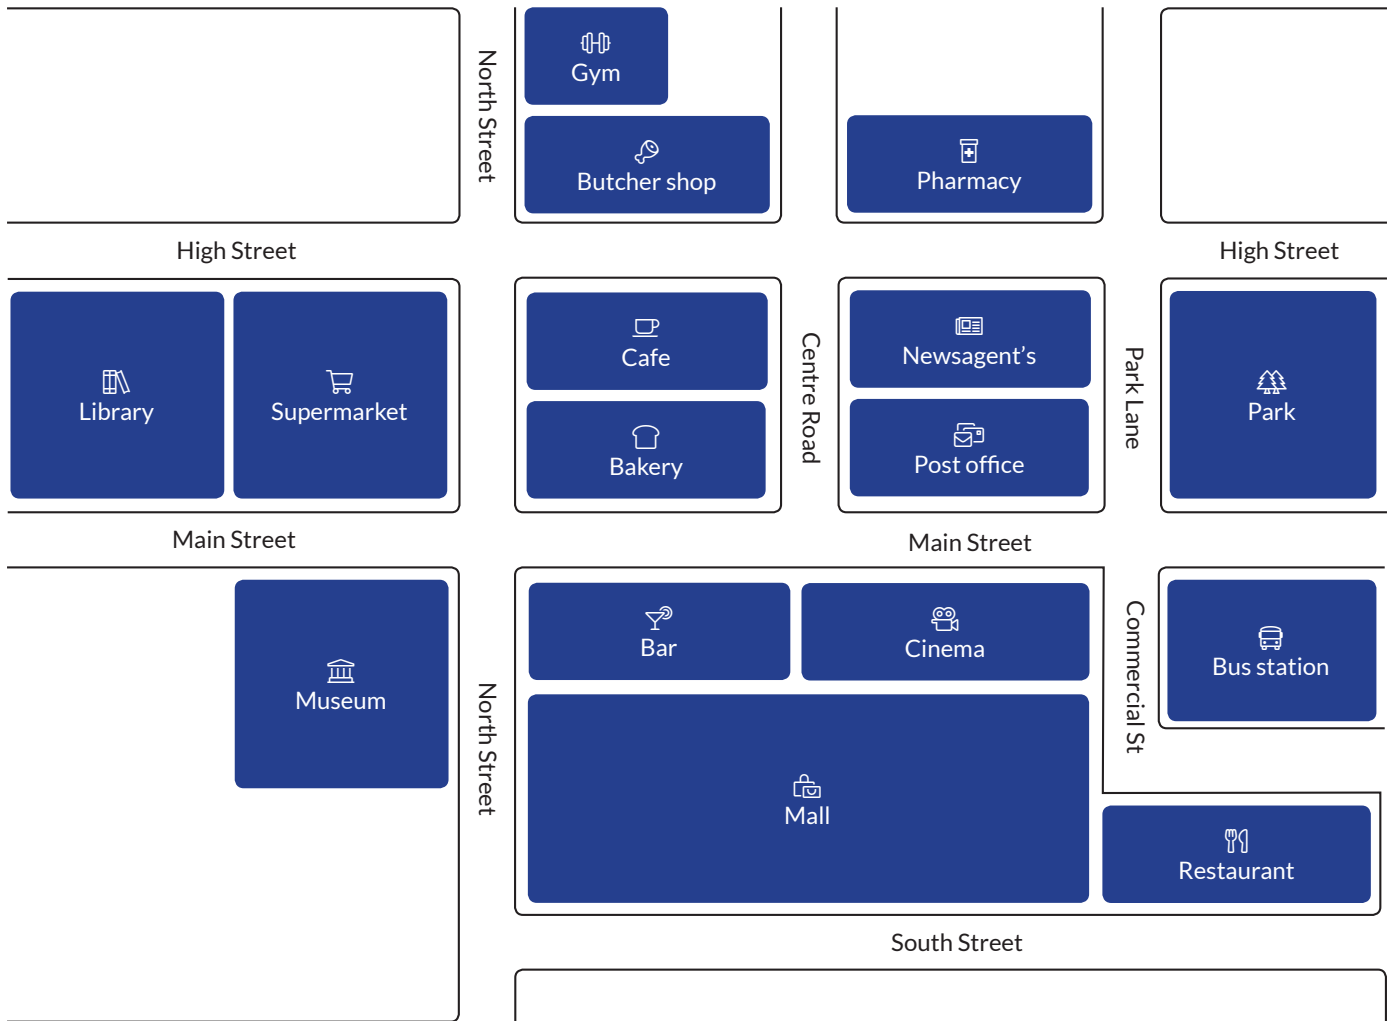 Gym
North Street
Butcher shop
Pharmacy
High Street
High Street
Library
Supermarket
Cafe
Bakery
Centre Road
Newsagent’s
Post office
Park Lane
Park
Main Street
Main Street
Museum
North Street
Bar
Cinema
Commercial St
Bus station
Mall
Restaurant
South Street